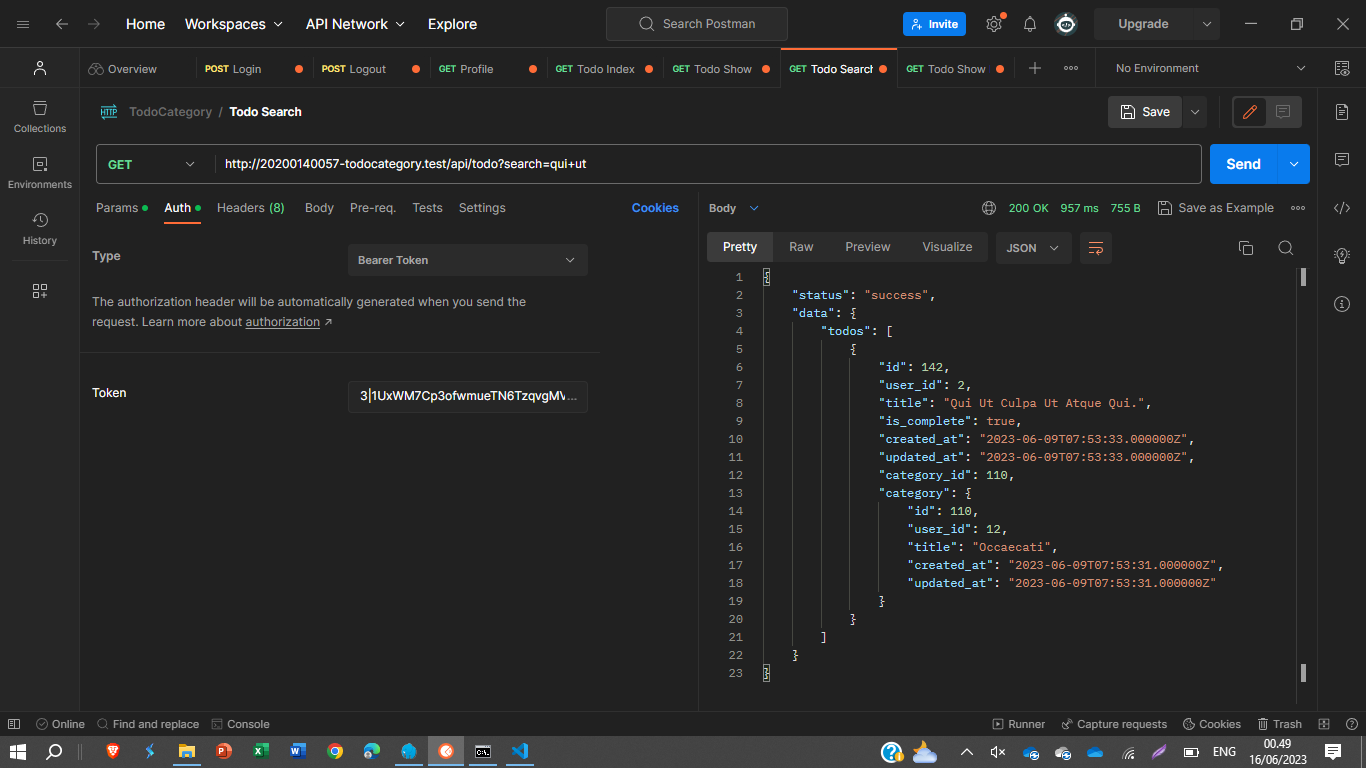 Home Workspaces API Network Explore Search Postman Invite Upgrade
Overview POST Login POST Logout GET Profile GET Todo Index GET Todo Show GET Todo Search GET Todo Show No Environment
HTTP TodoCategory / Todo Search Save
Collections
Environments
History
GET http://20200140057-todocategory.test/api/todo?search=qui+ut Send
Params Auth Headers (8) Body Pre-req. Tests Settings Cookies
Type Bearer Token
The authorization header will be automatically generated when you send the
request. Learn more about authorization ↗
Token 3|1UxWM7Cp3ofwmueTN6TzqvgMV...
Body 200 OK 957 ms 755 B Save as Example
Pretty Raw Preview Visualize JSON
1 {
2 "status": "success",
3 "data": {
4 "todos": [
5 {
6 "id": 142,
7 "user_id": 2,
8 "title": "Qui Ut Culpa Ut Atque Qui.",
9 "is_complete": true,
10 "created_at": "2023-06-09T07:53:33.000000Z",
11 "updated_at": "2023-06-09T07:53:33.000000Z",
12 "category_id": 110,
13 "category": {
14 "id": 110,
15 "user_id": 12,
16 "title": "Occaecati",
17 "created_at": "2023-06-09T07:53:31.000000Z",
18 "updated_at": "2023-06-09T07:53:31.000000Z"
19 }
20 }
21 ]
22 }
23 }
Online Find and replace Console Runner Capture requests Cookies Trash
ENG 00.49
16/06/2023